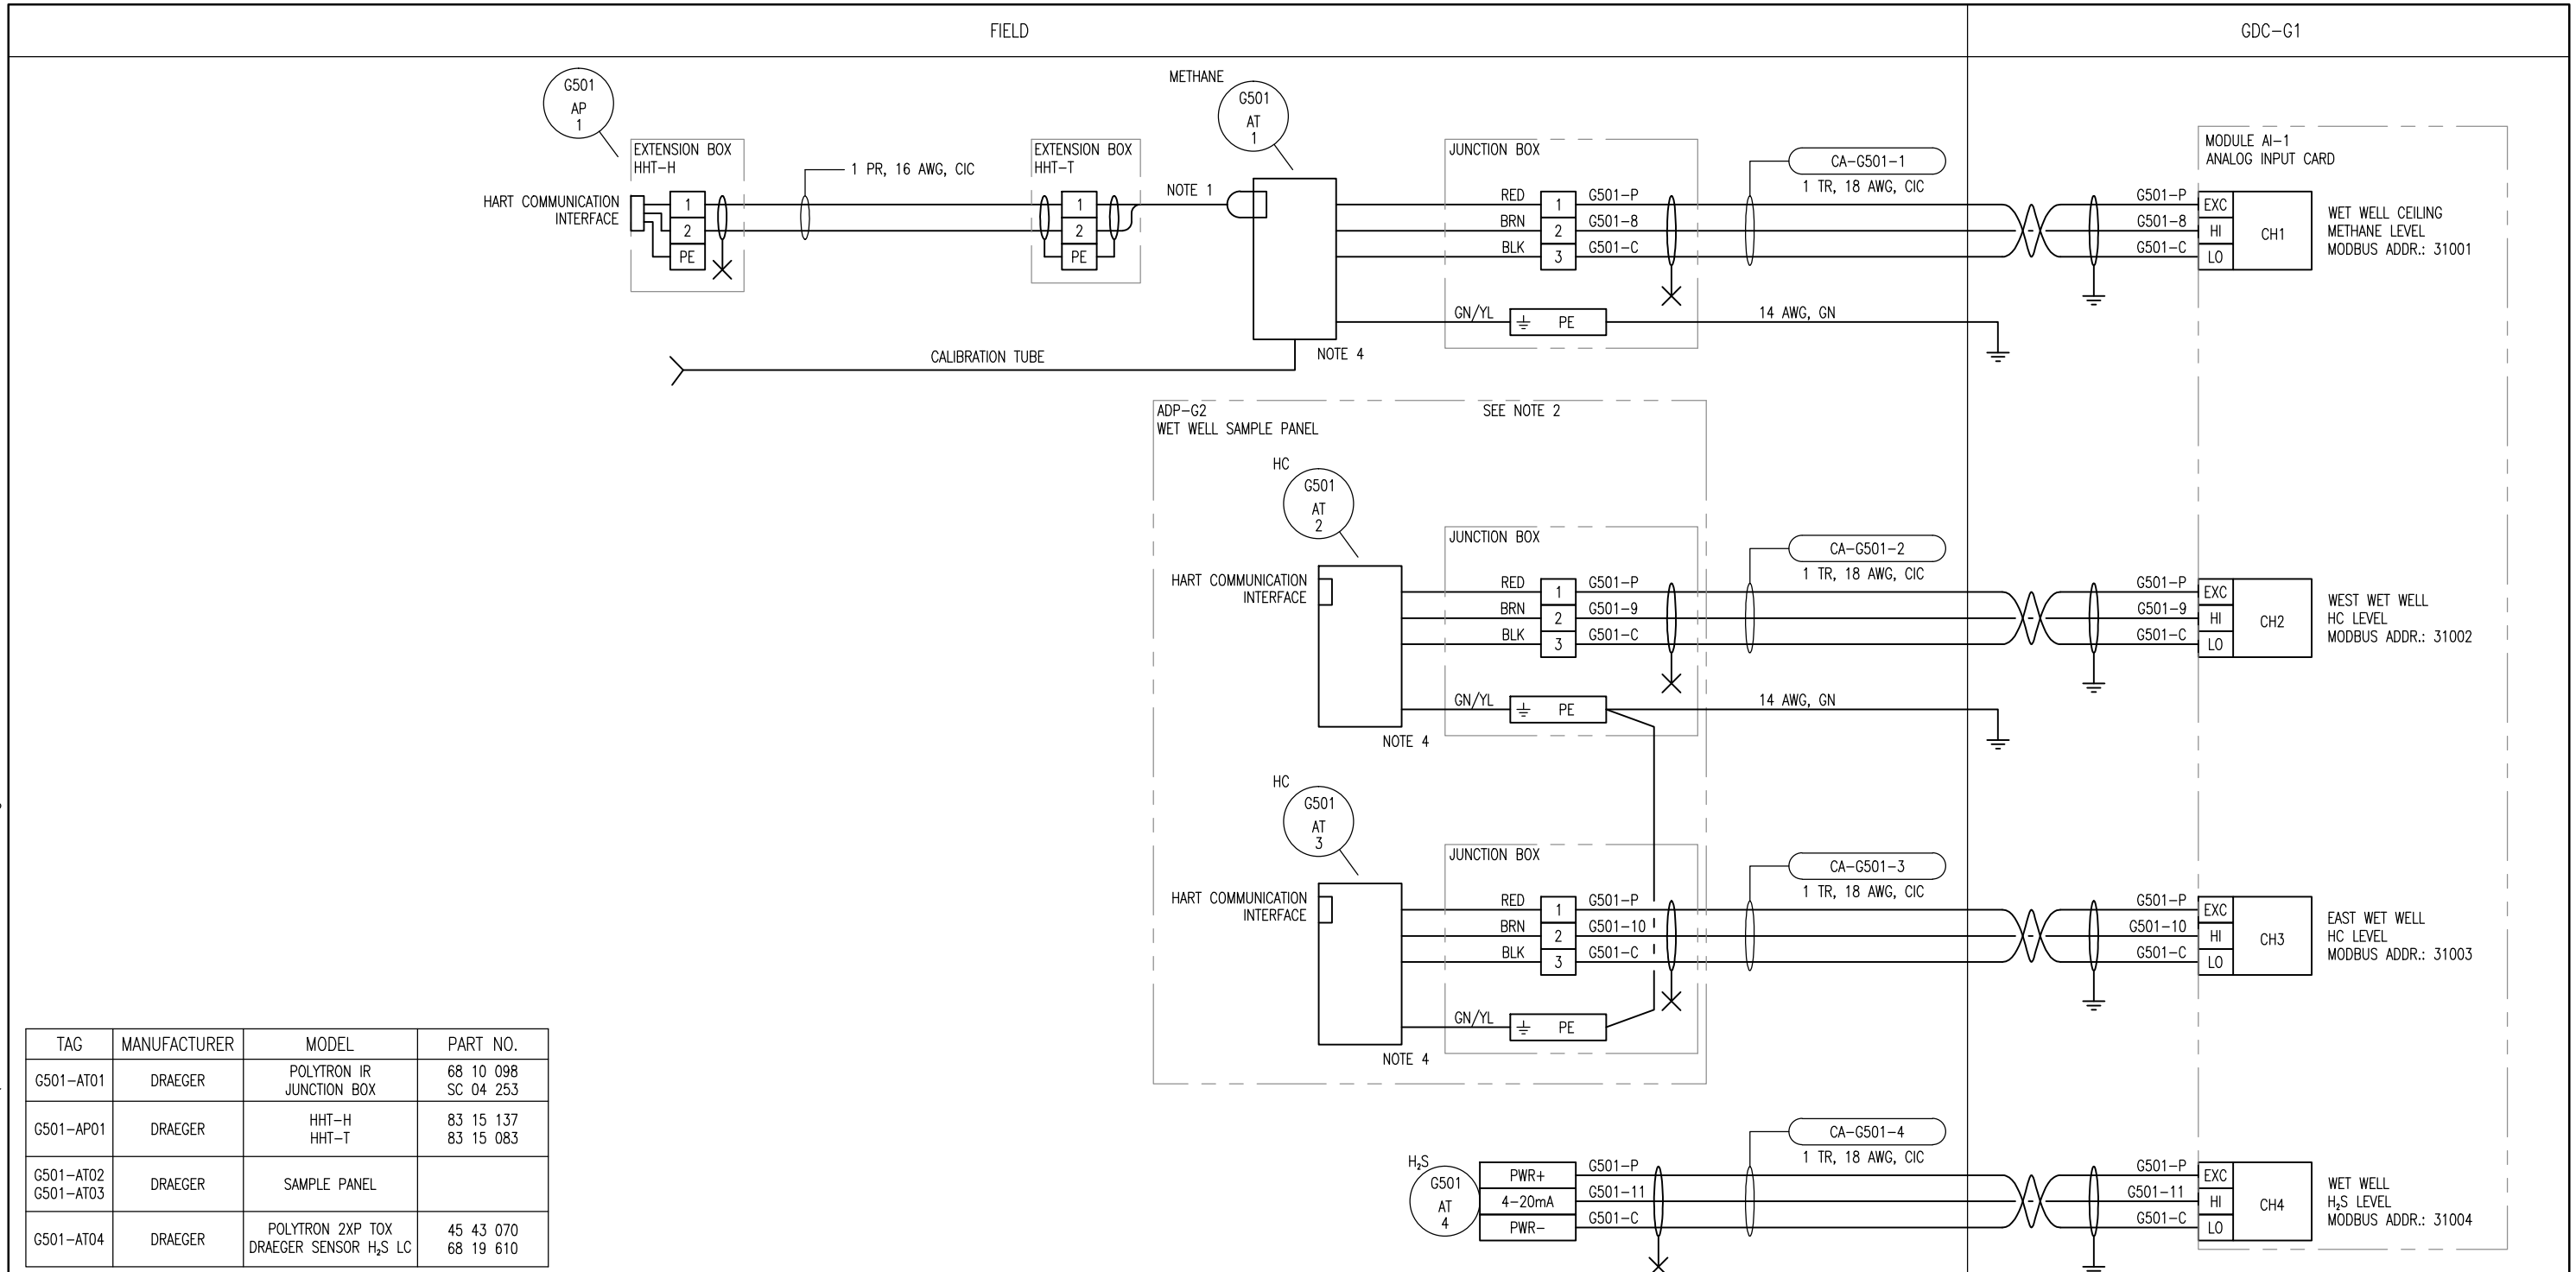 FIELD
GDC-G1
G501
AP
1
EXTENSION BOX
HHT-H
HART COMMUNICATION
INTERFACE
1
2
PE
1 PR, 16 AWG, CIC
EXTENSION BOX
HHT-T
1
2
PE
NOTE 1
METHANE
G501
AT
1
NOTE 4
CALIBRATION TUBE
JUNCTION BOX
RED
BRN
BLK
1
2
3
G501-P
G501-8
G501-C
GN/YL
PE
14 AWG, GN
CA-G501-1
1 TR, 18 AWG, CIC
G501-P
G501-8
G501-C
MODULE AI-1
ANALOG INPUT CARD
EXC
HI
LO
CH1
WET WELL CEILING
METHANE LEVEL
MODBUS ADDR.: 31001
ADP-G2
WET WELL SAMPLE PANEL
SEE NOTE 2
HC
G501
AT
2
HART COMMUNICATION
INTERFACE
NOTE 4
JUNCTION BOX
RED
BRN
BLK
1
2
3
G501-P
G501-9
G501-C
GN/YL
PE
14 AWG, GN
CA-G501-2
1 TR, 18 AWG, CIC
G501-P
G501-9
G501-C
EXC
HI
LO
CH2
WEST WET WELL
HC LEVEL
MODBUS ADDR.: 31002
HC
G501
AT
3
HART COMMUNICATION
INTERFACE
NOTE 4
JUNCTION BOX
RED
BRN
BLK
1
2
3
G501-P
G501-10
G501-C
GN/YL
PE
CA-G501-3
1 TR, 18 AWG, CIC
G501-P
G501-10
G501-C
EXC
HI
LO
CH3
EAST WET WELL
HC LEVEL
MODBUS ADDR.: 31003
H₂S
G501
AT
4
PWR+
4-20mA
PWR-
G501-P
G501-11
G501-C
CA-G501-4
1 TR, 18 AWG, CIC
G501-P
G501-11
G501-C
EXC
HI
LO
CH4
WET WELL
H₂S LEVEL
MODBUS ADDR.: 31004
TAG MANUFACTURER MODEL PART NO.
G501-AT01 DRAEGER POLYTRON IR 68 10 098
JUNCTION BOX SC 04 253
G501-AP01 DRAEGER HHT-H 83 15 137
HHT-T 83 15 083
G501-AT02
G501-AT03 DRAEGER SAMPLE PANEL
G501-AT04 DRAEGER POLYTRON 2XP TOX 45 43 070
DRAEGER SENSOR H₂S LC 68 19 610